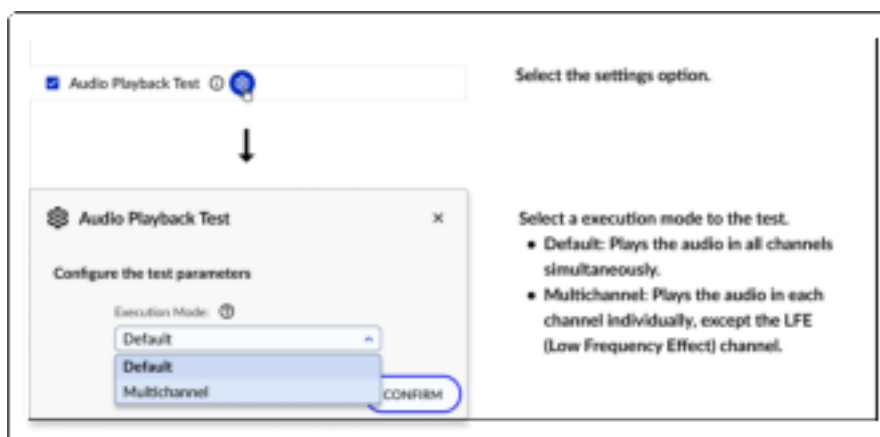 Audio Playback Test
Select the settings option.
Audio Playback Test
Configure the test parameters
Execution Mode:
Default
Default
Multichannel
CONFIRM
Select a execution mode to the test.
● Default: Plays the audio in all channels
simultaneously.
● Multichannel: Plays the audio in each
channel individually, except the LFE
(Low Frequency Effect) channel.